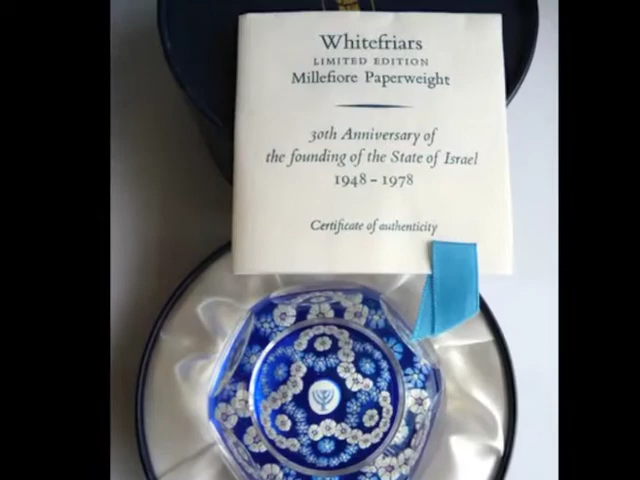 Whitefriars
LIMITED EDITION
Millefiore Paperweight
30th Anniversary of
the founding of the State of Israel
1948 – 1978
Certificate of authenticity